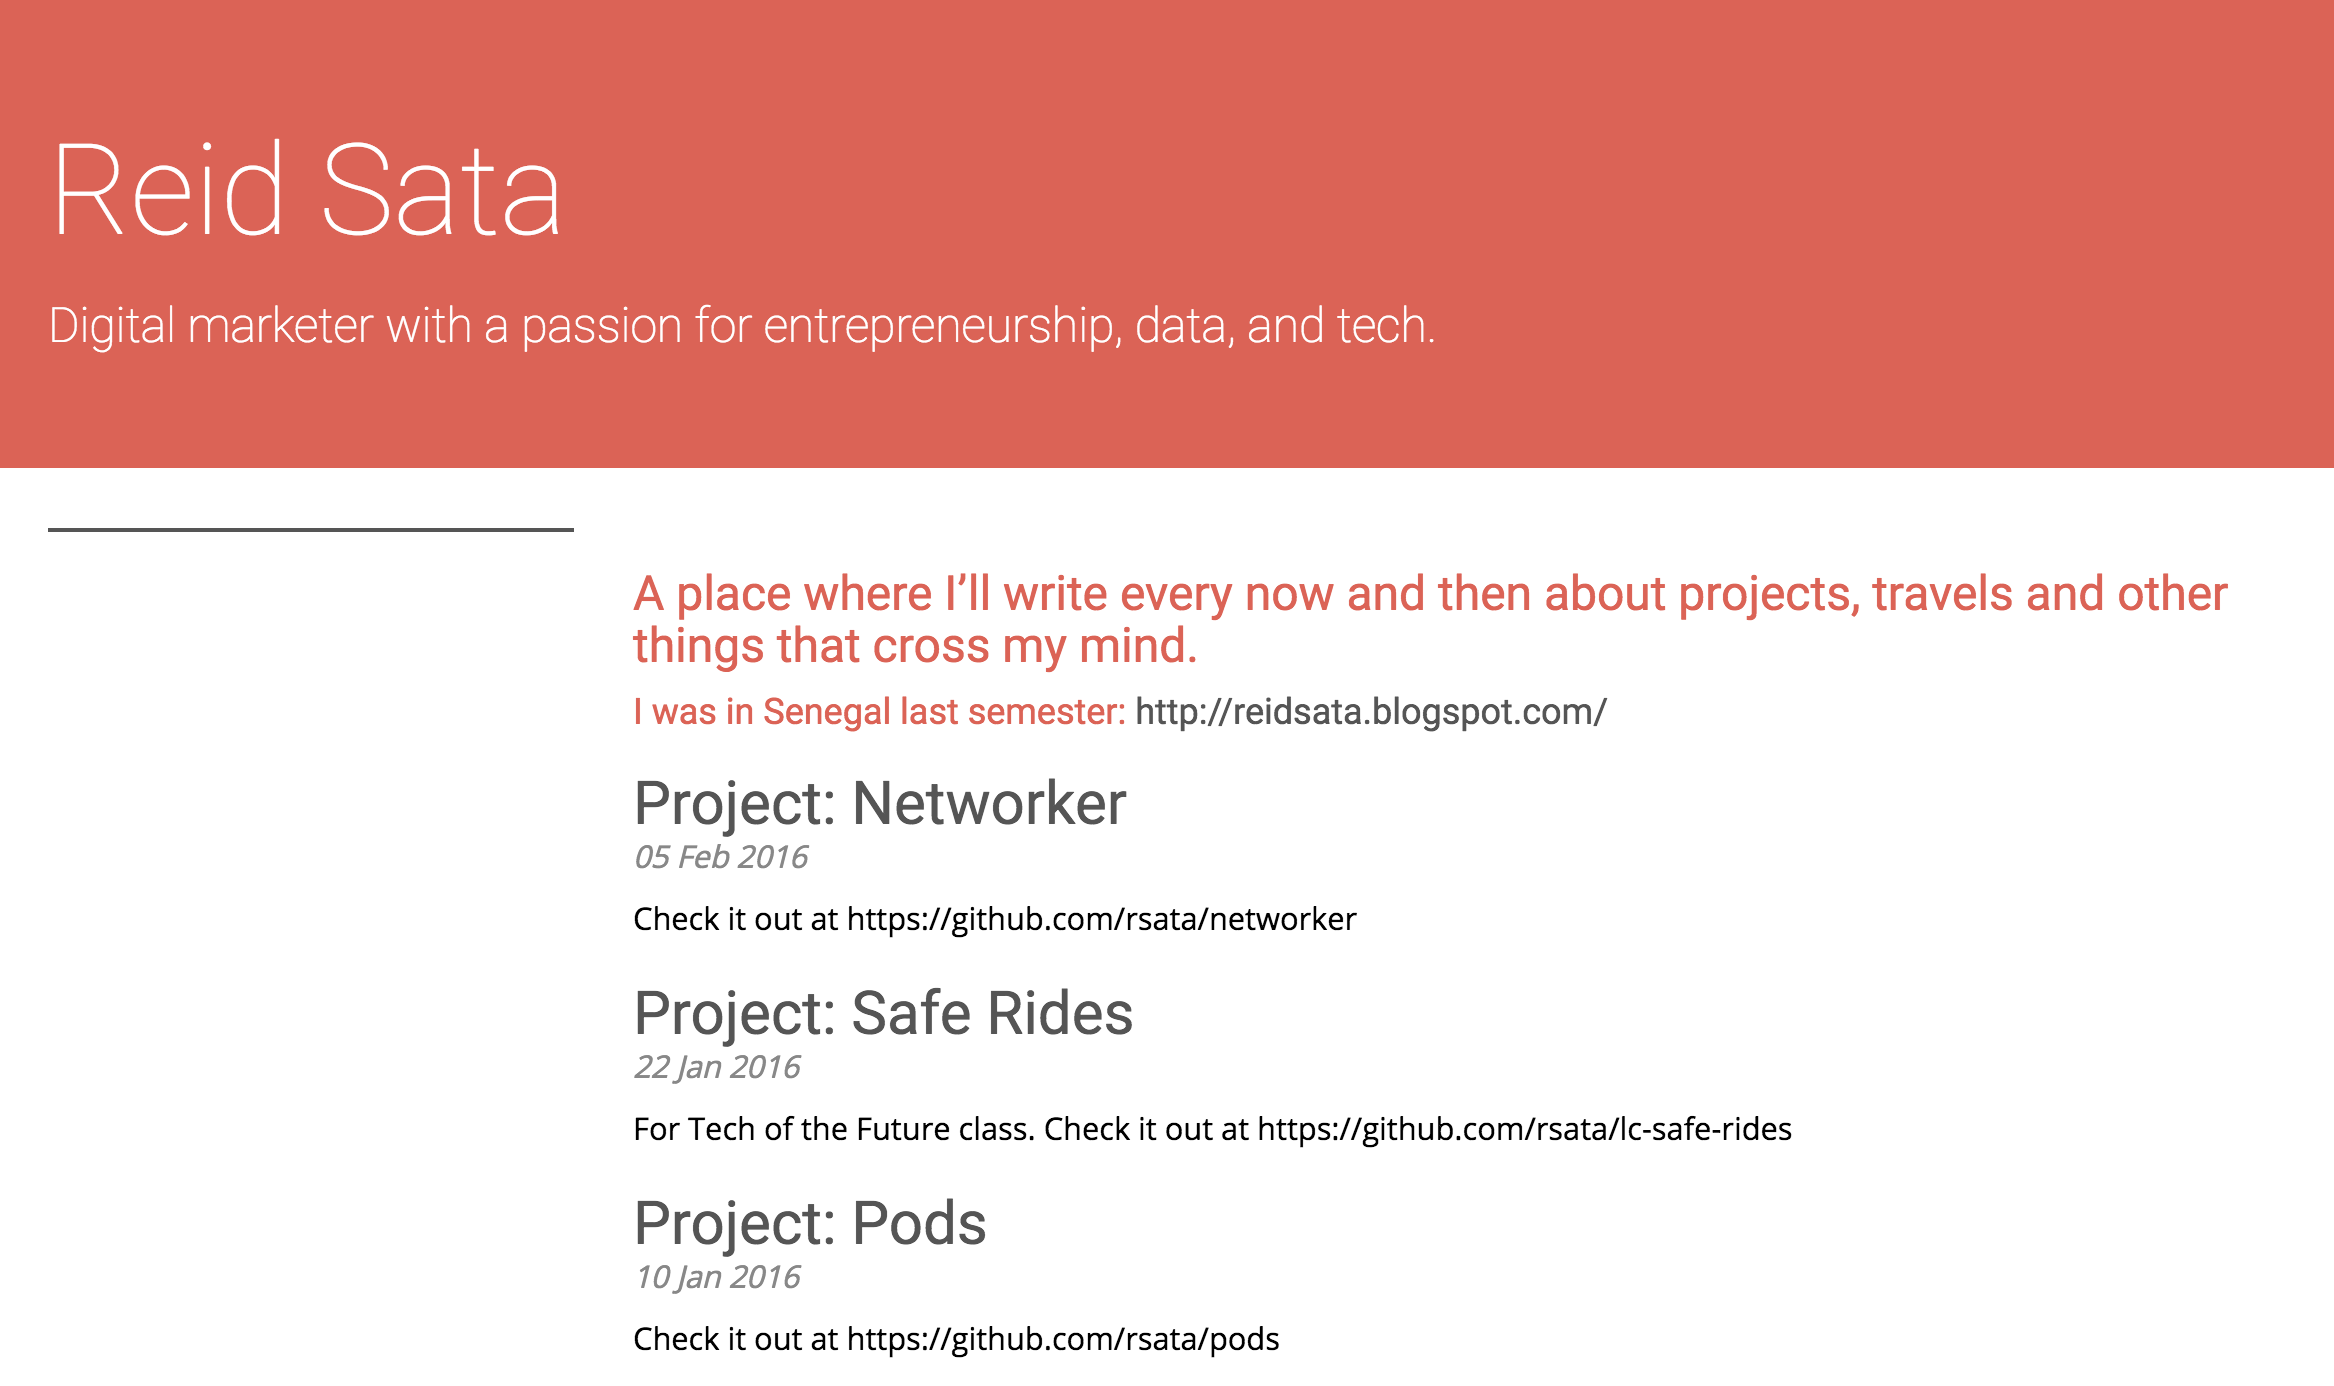 Reid Sata
Digital marketer with a passion for entrepreneurship, data, and tech.
A place where I’ll write every now and then about projects, travels and other
things that cross my mind.
I was in Senegal last semester: http://reidsata.blogspot.com/
Project: Networker
05 Feb 2016
Check it out at https://github.com/rsata/networker
Project: Safe Rides
22 Jan 2016
For Tech of the Future class. Check it out at https://github.com/rsata/lc-safe-rides
Project: Pods
10 Jan 2016
Check it out at https://github.com/rsata/pods